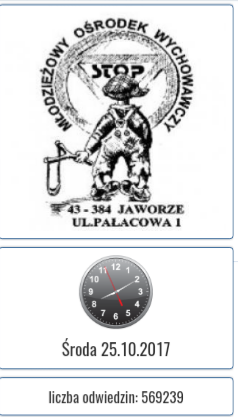 MŁODZIEŻOWY OŚRODEK WYCHOWAWCZY
STOP
43 - 384 JAWORZE
UL.PAŁACOWA 1
12
1
2
3
4
5
6
7
8
9
10
11
Środa 25.10.2017
liczba odwiedzin: 569239